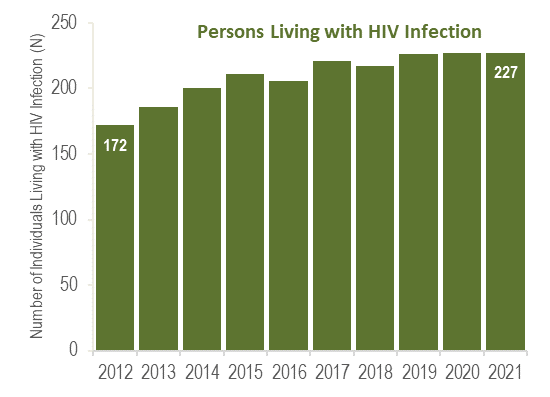 Persons Living with HIV Infection
Number of Individuals Living with HIV Infection (N)
250
200
150
100
50
0
172
227
2012 2013 2014 2015 2016 2017 2018 2019 2020 2021